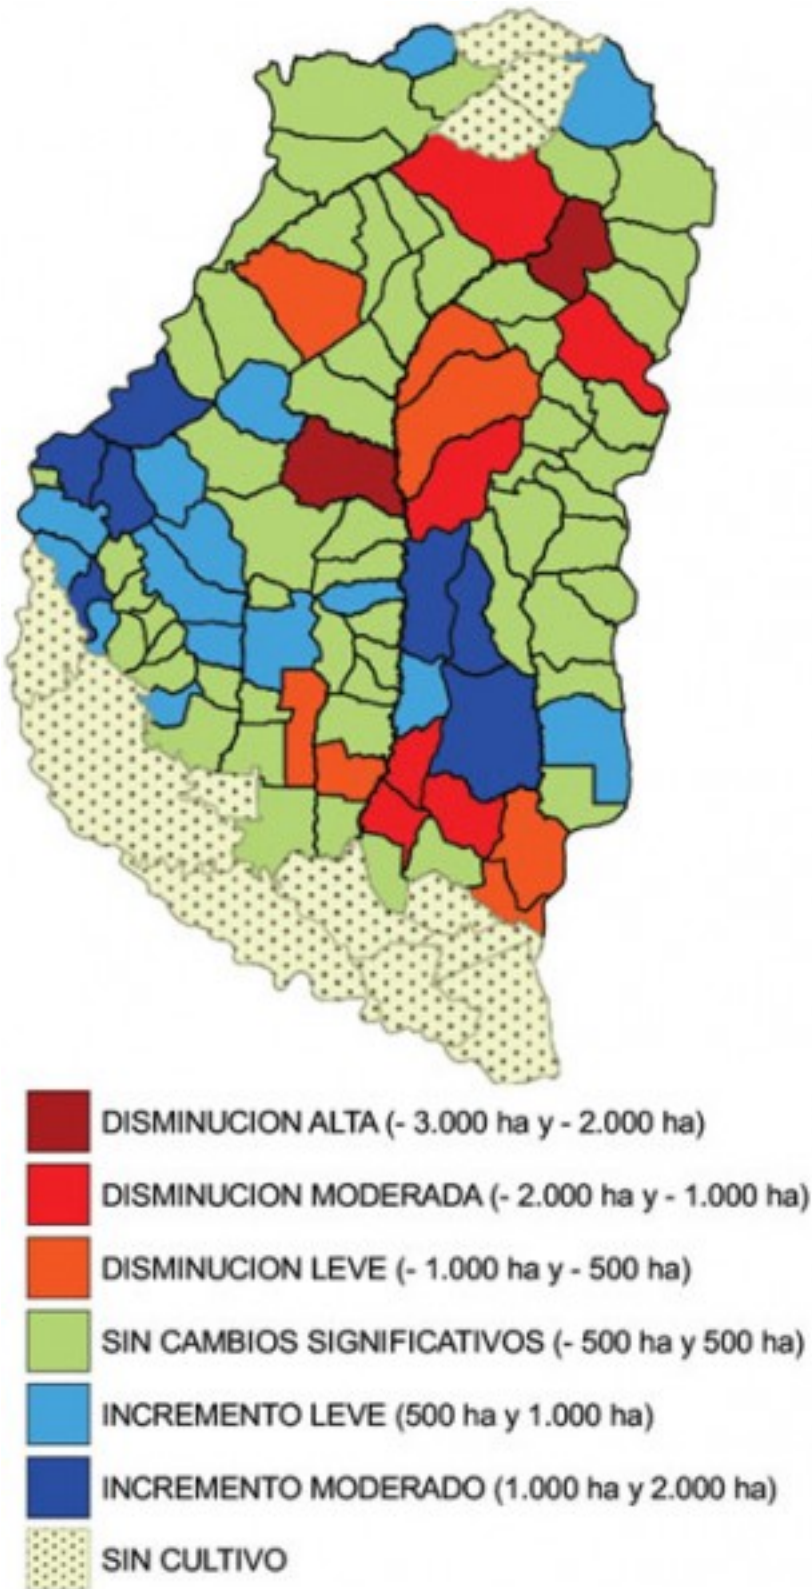 DISMINUCION ALTA (- 3.000 ha y - 2.000 ha)
DISMINUCION MODERADA (- 2.000 ha y - 1.000 ha)
DISMINUCION LEVE (- 1.000 ha y - 500 ha)
SIN CAMBIOS SIGNIFICATIVOS (- 500 ha y 500 ha)
INCREMENTO LEVE (500 ha y 1.000 ha)
INCREMENTO MODERADO (1.000 ha y 2.000 ha)
SIN CULTIVO